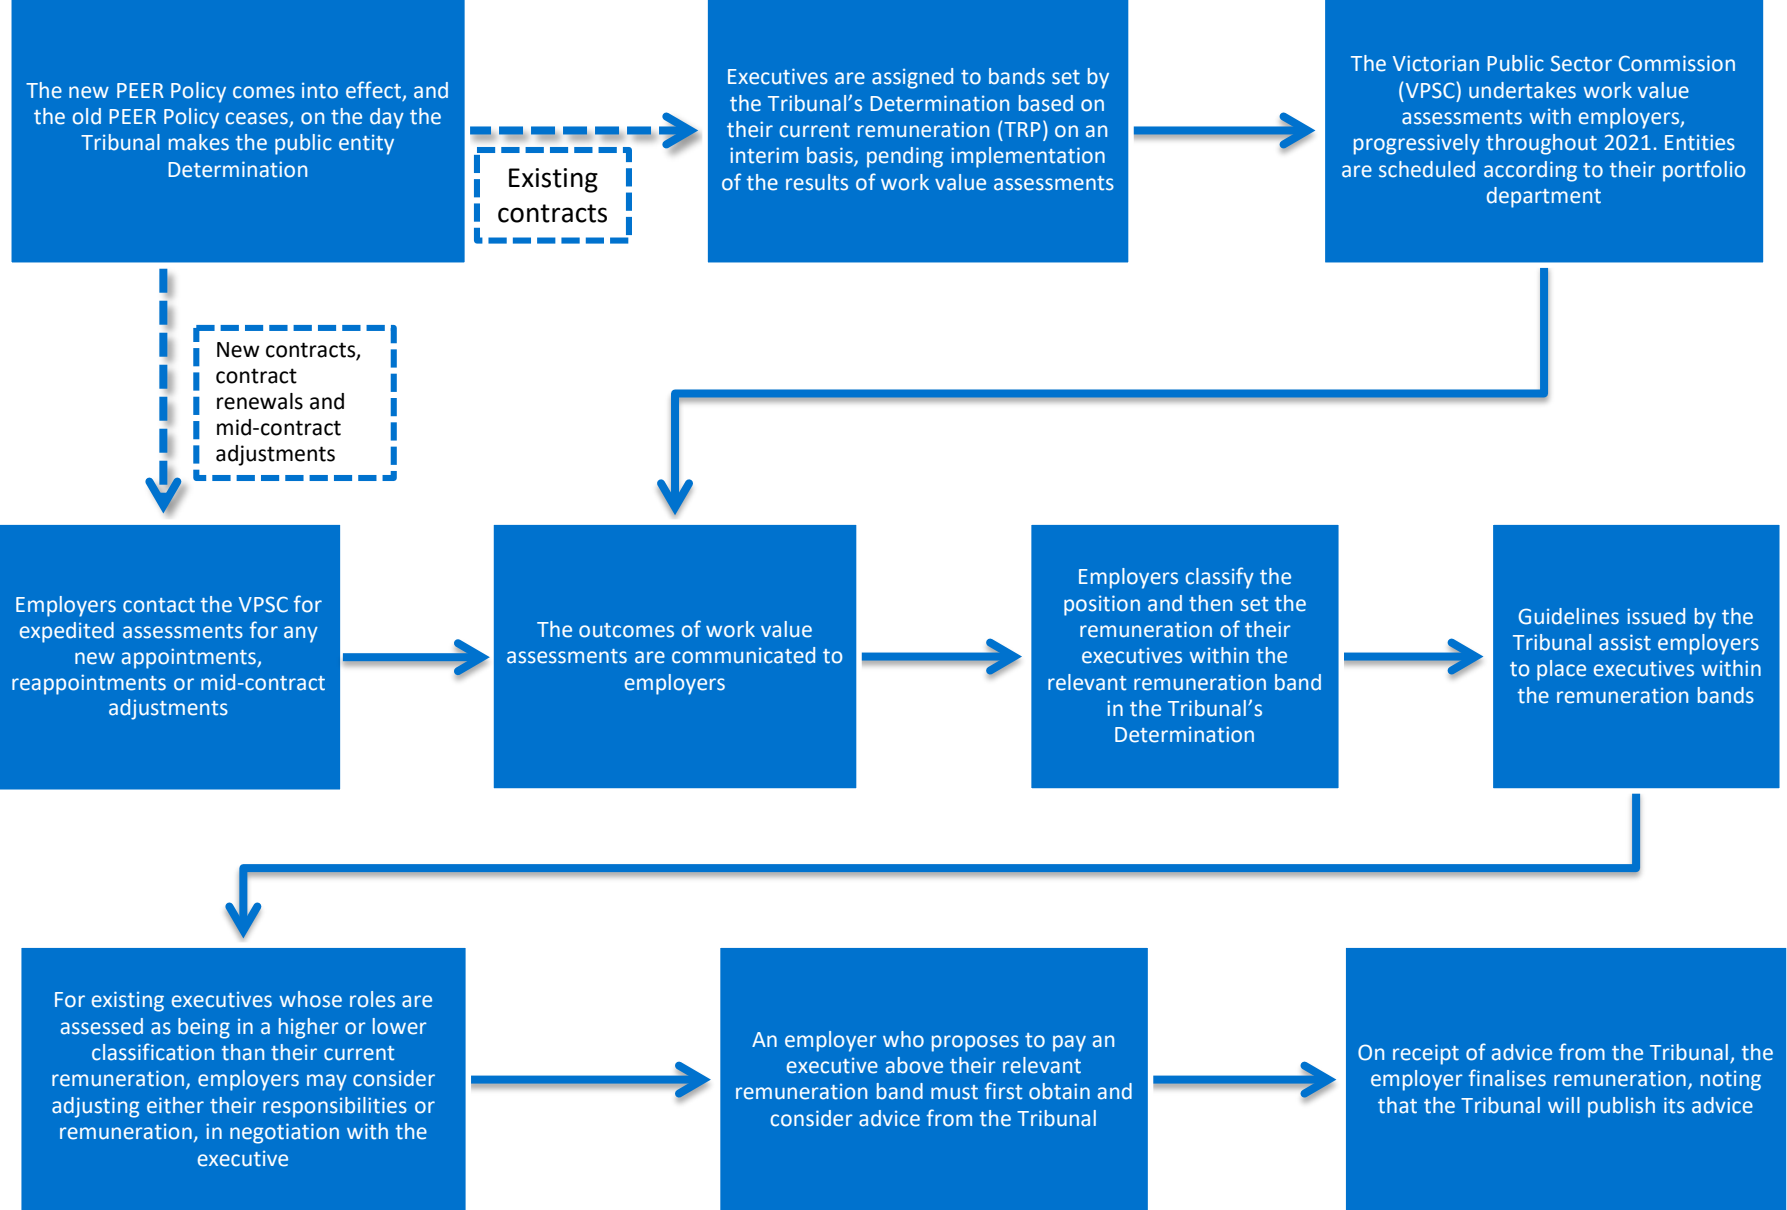 The new PEER Policy comes into effect, and
the old PEER Policy ceases, on the day the
Tribunal makes the public entity
Determination
Existing
contracts
Executives are assigned to bands set by
the Tribunal’s Determination based on
their current remuneration (TRP) on an
interim basis, pending implementation
of the results of work value assessments
The Victorian Public Sector Commission
(VPSC) undertakes work value
assessments with employers,
progressively throughout 2021. Entities
are scheduled according to their portfolio
department
New contracts,
contract
renewals and
mid-contract
adjustments
Employers contact the VPSC for
expedited assessments for any
new appointments,
reappointments or mid-contract
adjustments
The outcomes of work value
assessments are communicated to
employers
Employers classify the
position and then set the
remuneration of their
executives within the
relevant remuneration band
in the Tribunal’s
Determination
Guidelines issued by the
Tribunal assist employers
to place executives within
the remuneration bands
For existing executives whose roles are
assessed as being in a higher or lower
classification than their current
remuneration, employers may consider
adjusting either their responsibilities or
remuneration, in negotiation with the
executive
An employer who proposes to pay an
executive above their relevant
remuneration band must first obtain and
consider advice from the Tribunal
On receipt of advice from the Tribunal, the
employer finalises remuneration, noting
that the Tribunal will publish its advice